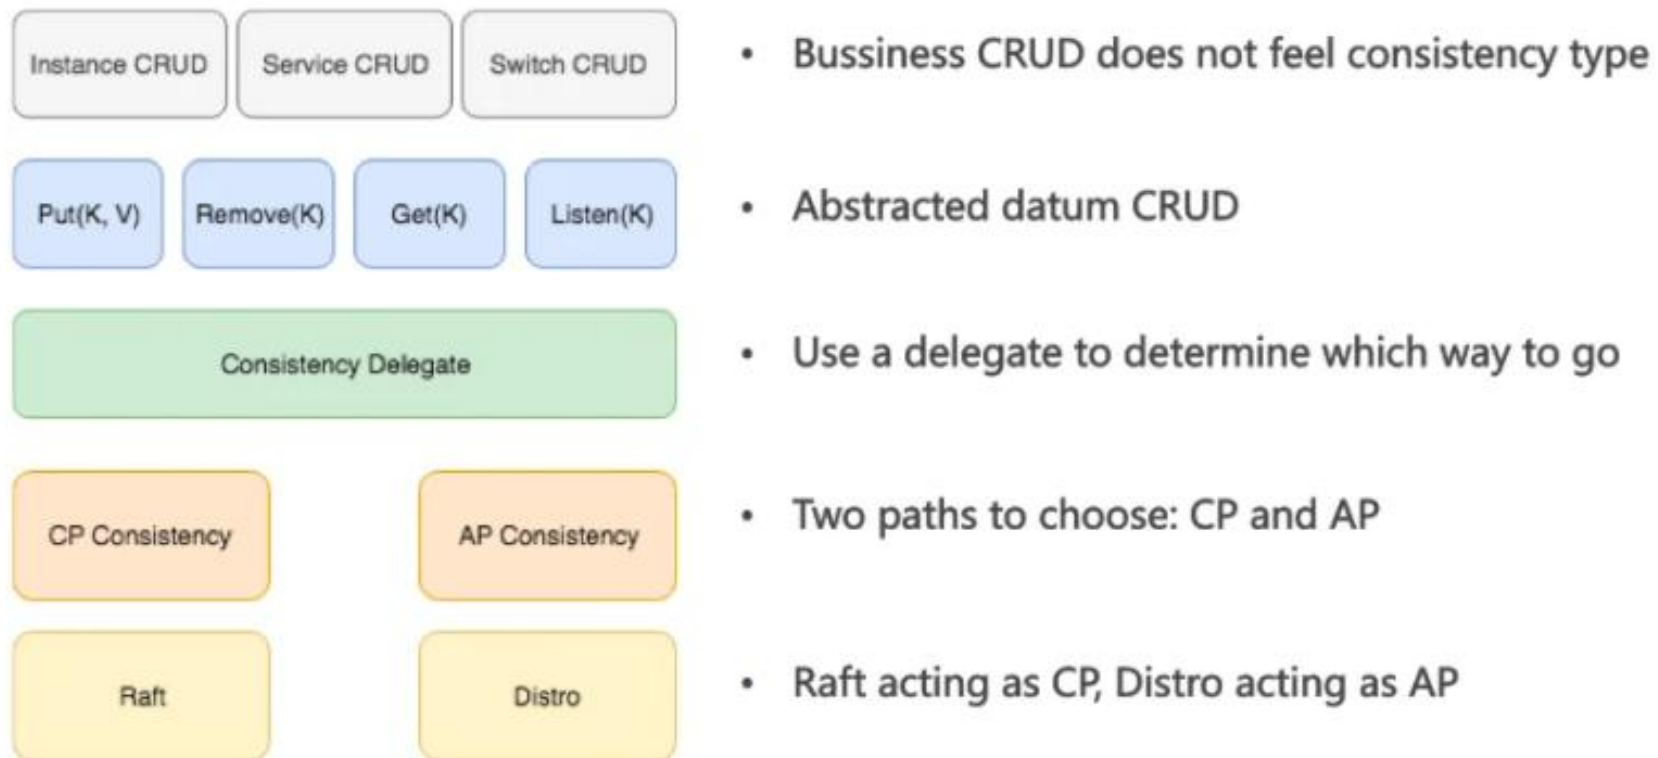 Instance CRUD Service CRUD Switch CRUD • Bussiness CRUD does not feel consistency type
Put(K, V) Remove(K) Get(K) Listen(K) • Abstracted datum CRUD
Consistency Delegate • Use a delegate to determine which way to go
CP Consistency AP Consistency • Two paths to choose: CP and AP
Raft Distro • Raft acting as CP, Distro acting as AP